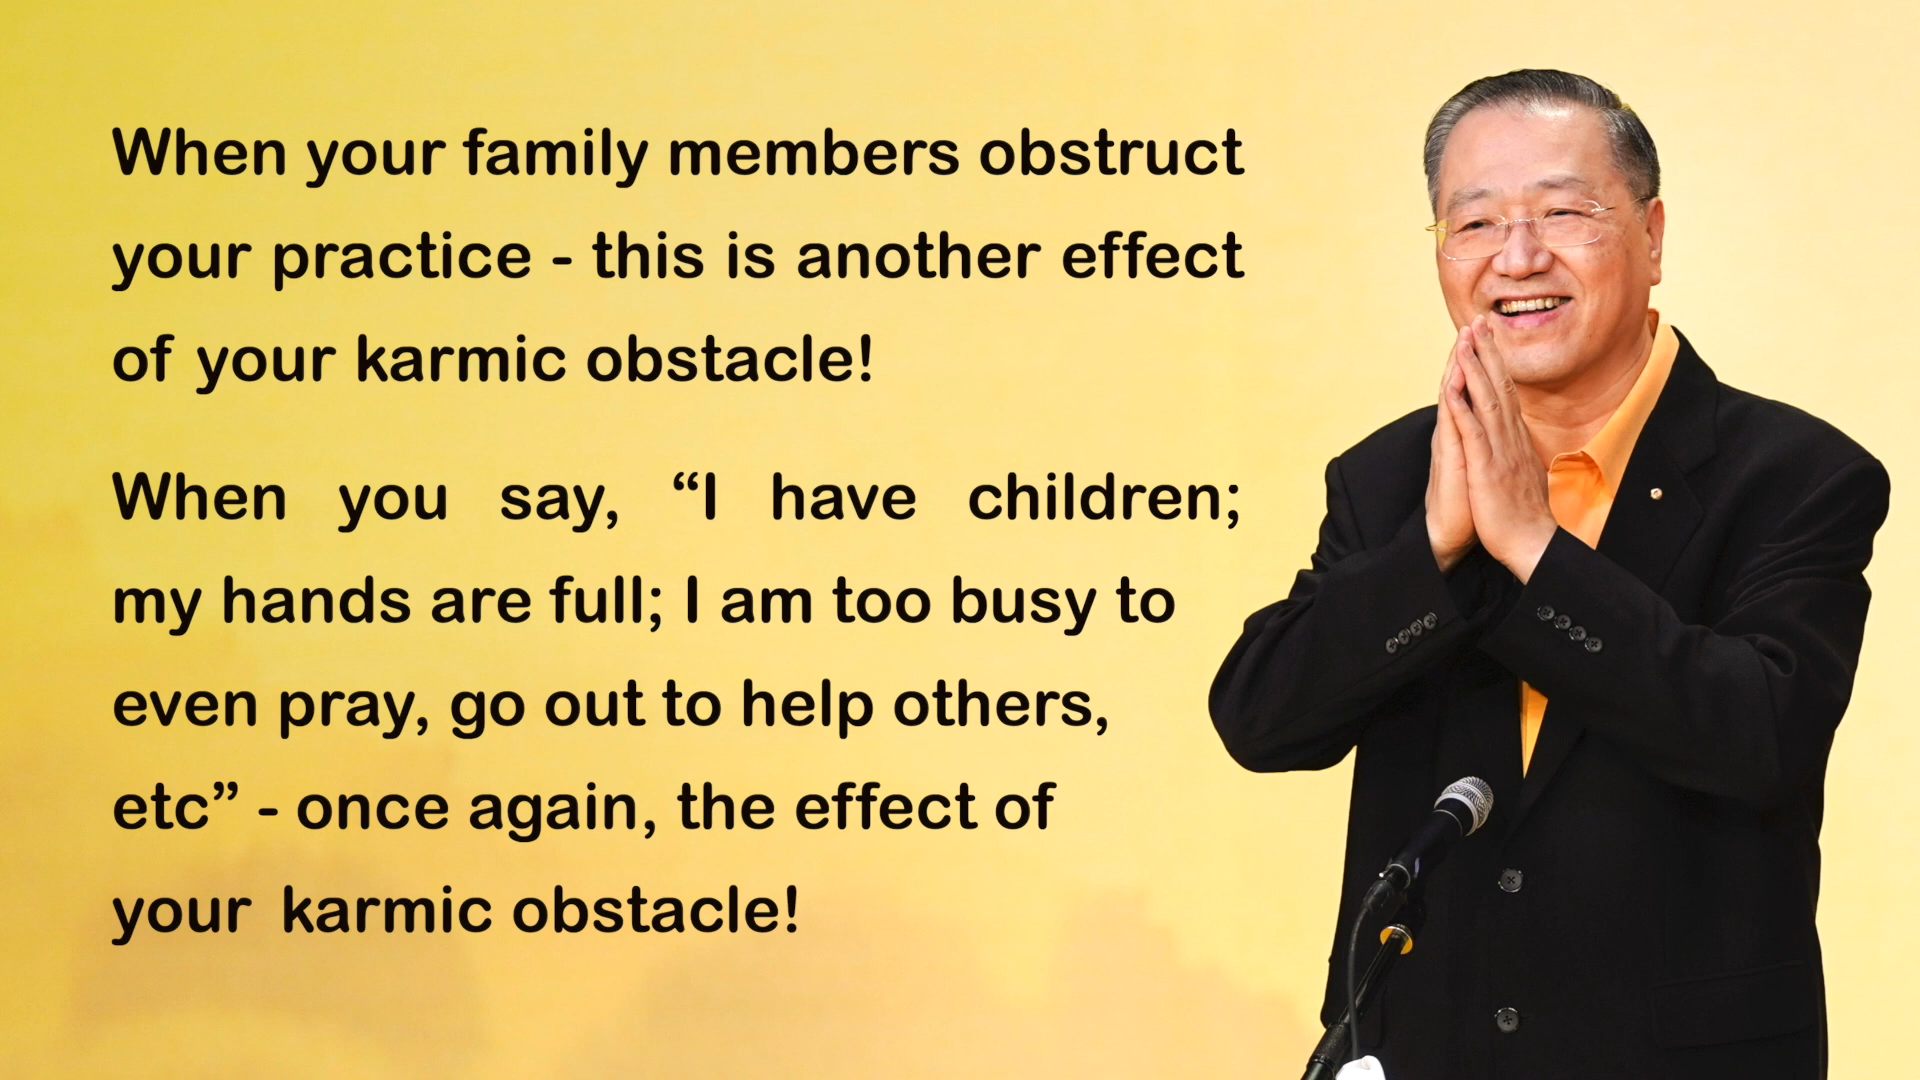 When your family members obstruct
your practice - this is another effect
of your karmic obstacle!
When you say, “I have children;
my hands are full; I am too busy to
even pray, go out to help others,
etc” - once again, the effect of
your karmic obstacle!